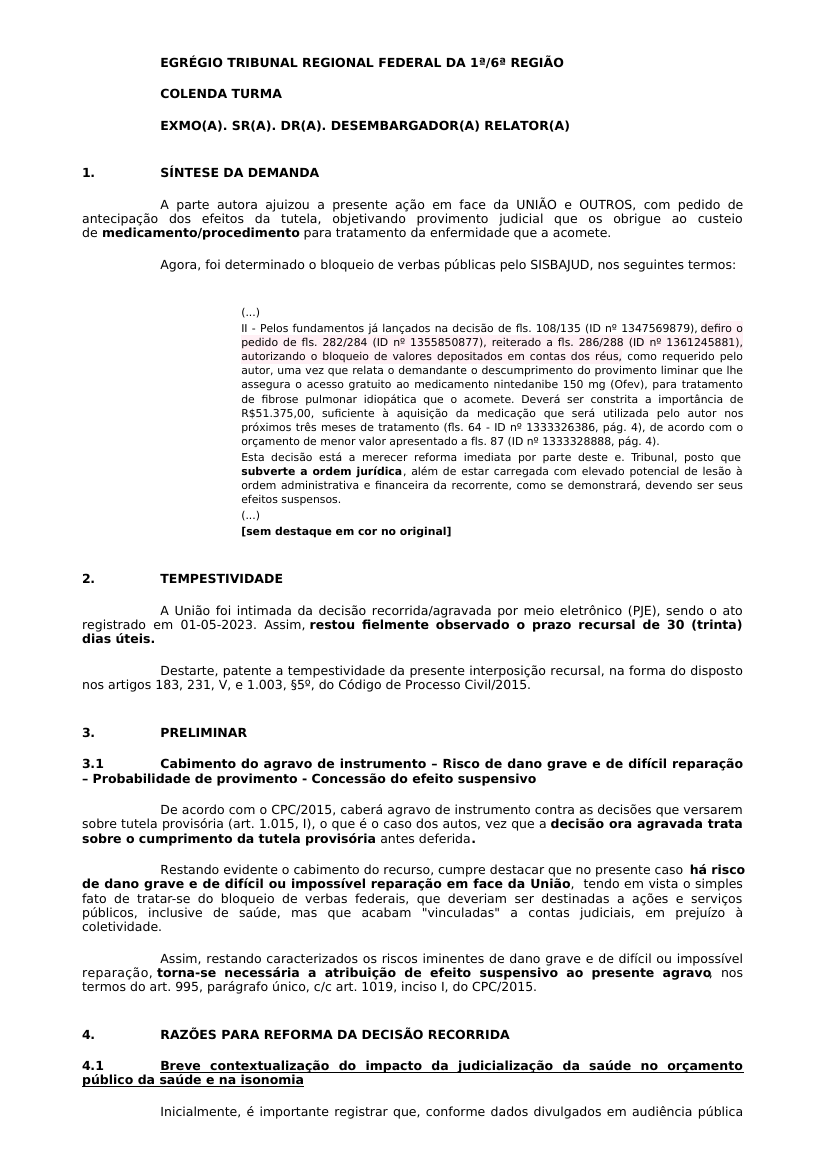 EGRÉGIO TRIBUNAL REGIONAL FEDERAL DA 1ª/6ª REGIÃO
COLENDA TURMA
EXMO(A). SR(A). DR(A). DESEMBARGADOR(A) RELATOR(A)
1. SÍNTESE DA DEMANDA
A parte autora ajuizou a presente ação em face da UNIÃO e OUTROS, com pedido de
antecipação dos efeitos da tutela, objetivando provimento judicial que os obrigue ao custeio
de medicamento/procedimento para tratamento da enfermidade que a acomete.
Agora, foi determinado o bloqueio de verbas públicas pelo SISBAJUD, nos seguintes termos:
(...)
II - Pelos fundamentos já lançados na decisão de fls. 108/135 (ID nº 1347569879), defiro o
pedido de fls. 282/284 (ID nº 1355850877), reiterado a fls. 286/288 (ID nº 1361245881),
autorizando o bloqueio de valores depositados em contas dos réus, como requerido pelo
autor, uma vez que relata o demandante o descumprimento do provimento liminar que lhe
assegura o acesso gratuito ao medicamento nintedanibe 150 mg (Ofev), para tratamento
de fibrose pulmonar idiopática que o acomete. Deverá ser constrita a importância de
R$51.375,00, suficiente à aquisição da medicação que será utilizada pelo autor nos
próximos três meses de tratamento (fls. 64 - ID nº 1333326386, pág. 4), de acordo com o
orçamento de menor valor apresentado a fls. 87 (ID nº 1333328888, pág. 4).
Esta decisão está a merecer reforma imediata por parte deste e. Tribunal, posto que
subverte a ordem jurídica, além de estar carregada com elevado potencial de lesão à
ordem administrativa e financeira da recorrente, como se demonstrará, devendo ser seus
efeitos suspensos.
(...)
[sem destaque em cor no original]
2. TEMPESTIVIDADE
A União foi intimada da decisão recorrida/agravada por meio eletrônico (PJE), sendo o ato
registrado em 01-05-2023. Assim, restou fielmente observado o prazo recursal de 30 (trinta)
dias úteis.
Destarte, patente a tempestividade da presente interposição recursal, na forma do disposto
nos artigos 183, 231, V, e 1.003, §5º, do Código de Processo Civil/2015.
3. PRELIMINAR
3.1 Cabimento do agravo de instrumento – Risco de dano grave e de difícil reparação
– Probabilidade de provimento - Concessão do efeito suspensivo
De acordo com o CPC/2015, caberá agravo de instrumento contra as decisões que versarem
sobre tutela provisória (art. 1.015, I), o que é o caso dos autos, vez que a decisão ora agravada trata
sobre o cumprimento da tutela provisória antes deferida.
Restando evidente o cabimento do recurso, cumpre destacar que no presente caso há risco
de dano grave e de difícil ou impossível reparação em face da União, tendo em vista o simples
fato de tratar-se do bloqueio de verbas federais, que deveriam ser destinadas a ações e serviços
públicos, inclusive de saúde, mas que acabam "vinculadas" a contas judiciais, em prejuízo à
coletividade.
Assim, restando caracterizados os riscos iminentes de dano grave e de difícil ou impossível
reparação, torna-se necessária a atribuição de efeito suspensivo ao presente agravo, nos
termos do art. 995, parágrafo único, c/c art. 1019, inciso I, do CPC/2015.
4. RAZÕES PARA REFORMA DA DECISÃO RECORRIDA
4.1 Breve contextualização do impacto da judicialização da saúde no orçamento
público da saúde e na isonomia
Inicialmente, é importante registrar que, conforme dados divulgados em audiência pública